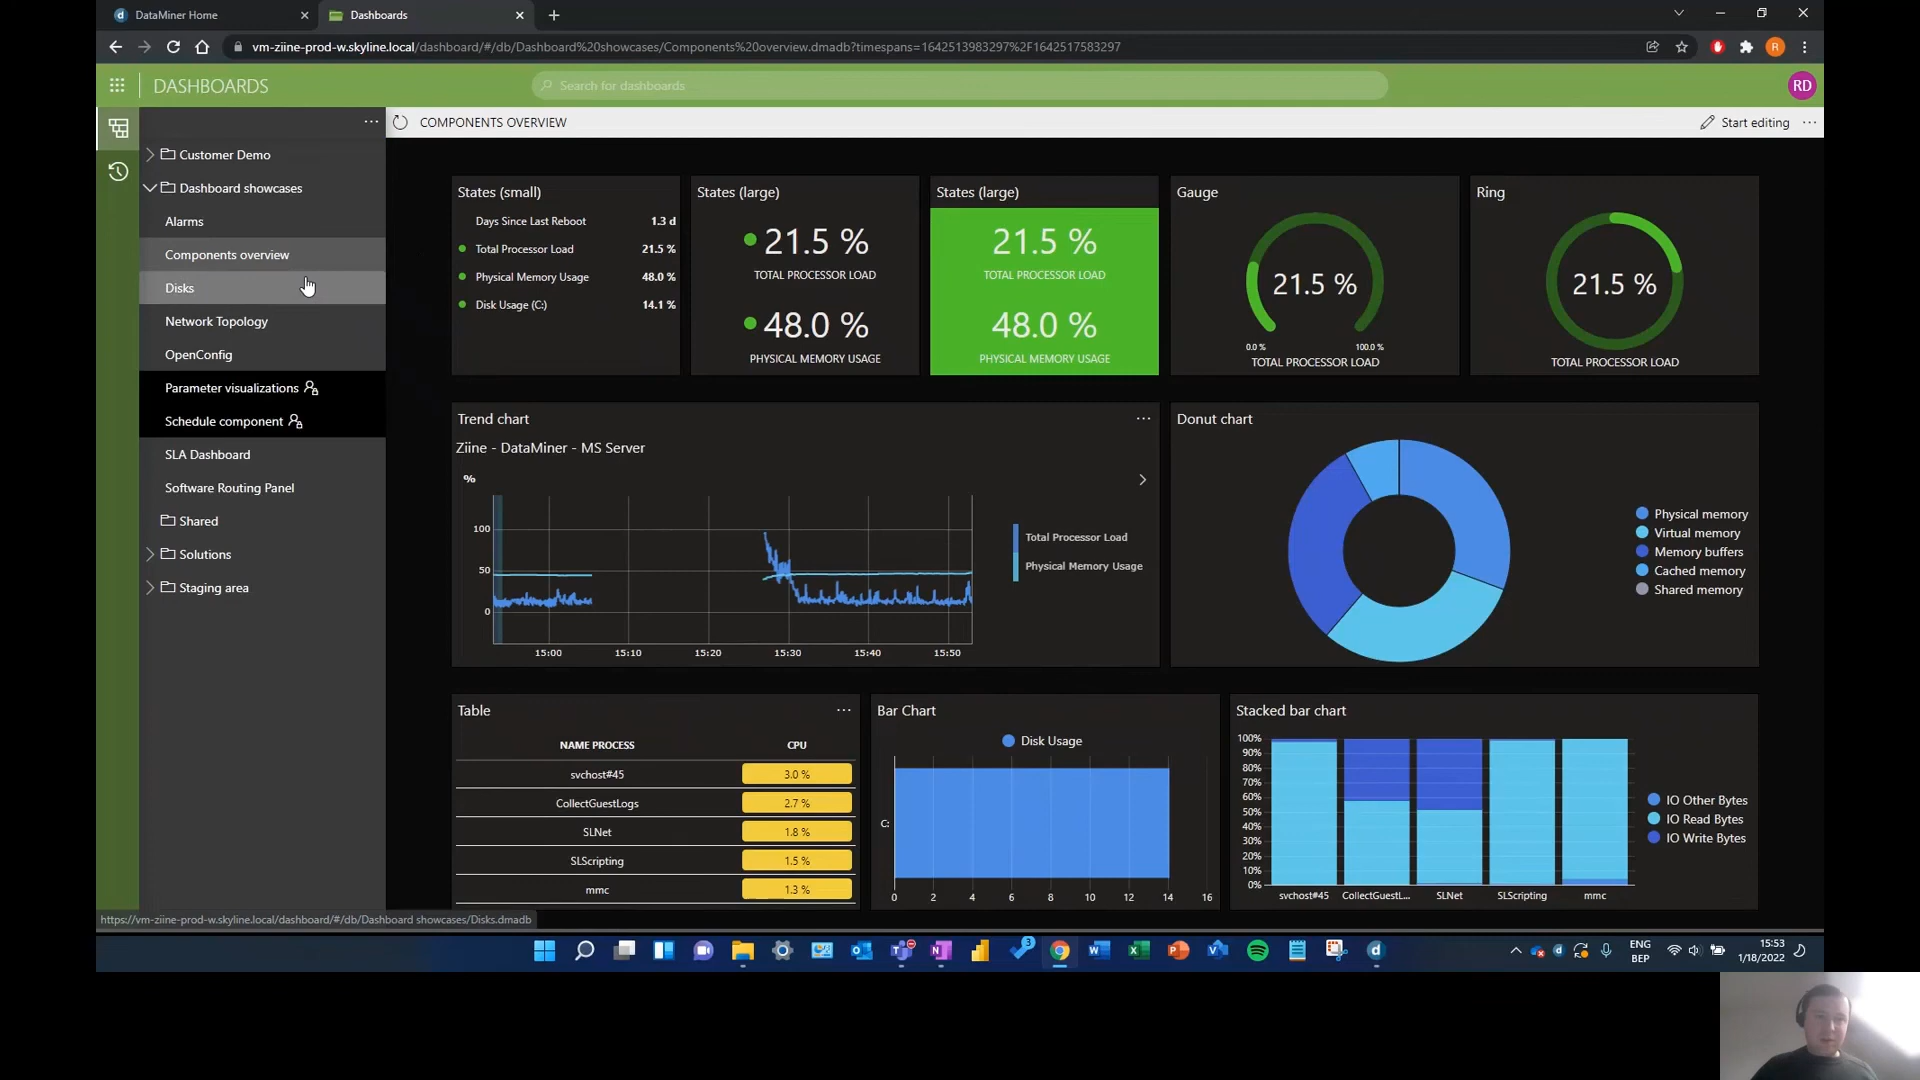 DataMiner Home
Dashboards
vm-ziine-prod-w.skyline.local/dashboard/#/db/Dashboard%20showcases/Components%20overview.dmadb?timespans=1642513983297%2F1642517583297
R
DASHBOARDS
Search for dashboards
RD
COMPONENTS OVERVIEW
Start editing
Customer Demo
Dashboard showcases
Alarms
Components overview
Disks
Network Topology
OpenConfig
Parameter visualizations
Schedule component
SLA Dashboard
Software Routing Panel
Shared
Solutions
Staging area
States (small)
Days Since Last Reboot 1.3 d
Total Processor Load 21.5 %
Physical Memory Usage 48.0 %
Disk Usage (C:) 14.1 %
States (large)
21.5 %
TOTAL PROCESSOR LOAD
48.0 %
PHYSICAL MEMORY USAGE
States (large)
21.5 %
TOTAL PROCESSOR LOAD
48.0 %
PHYSICAL MEMORY USAGE
Gauge
21.5 %
0.0 % 100.0 %
TOTAL PROCESSOR LOAD
Ring
21.5 %
TOTAL PROCESSOR LOAD
Trend chart
Ziine - DataMiner - MS Server
%
100
50
0
15:00 15:10 15:20 15:30 15:40 15:50
Total Processor Load
Physical Memory Usage
Donut chart
Physical memory
Virtual memory
Memory buffers
Cached memory
Shared memory
Table
NAME PROCESS CPU
svchost#45 3.0 %
CollectGuestLogs 2.7 %
SLNet 1.8 %
SLScripting 1.5 %
mmc 1.3 %
Bar Chart
Disk Usage
C:
0 2 4 6 8 10 12 14 16
Stacked bar chart
100%
90%
80%
70%
60%
50%
40%
30%
20%
10%
0%
svchost#45 CollectGuestL... SLNet SLScripting mmc
IO Other Bytes
IO Read Bytes
IO Write Bytes
https://vm-ziine-prod-w.skyline.local/dashboard/#/db/Dashboard showcases/Disks.dmadb
3
ENG
BEP
15:53
1/18/2022